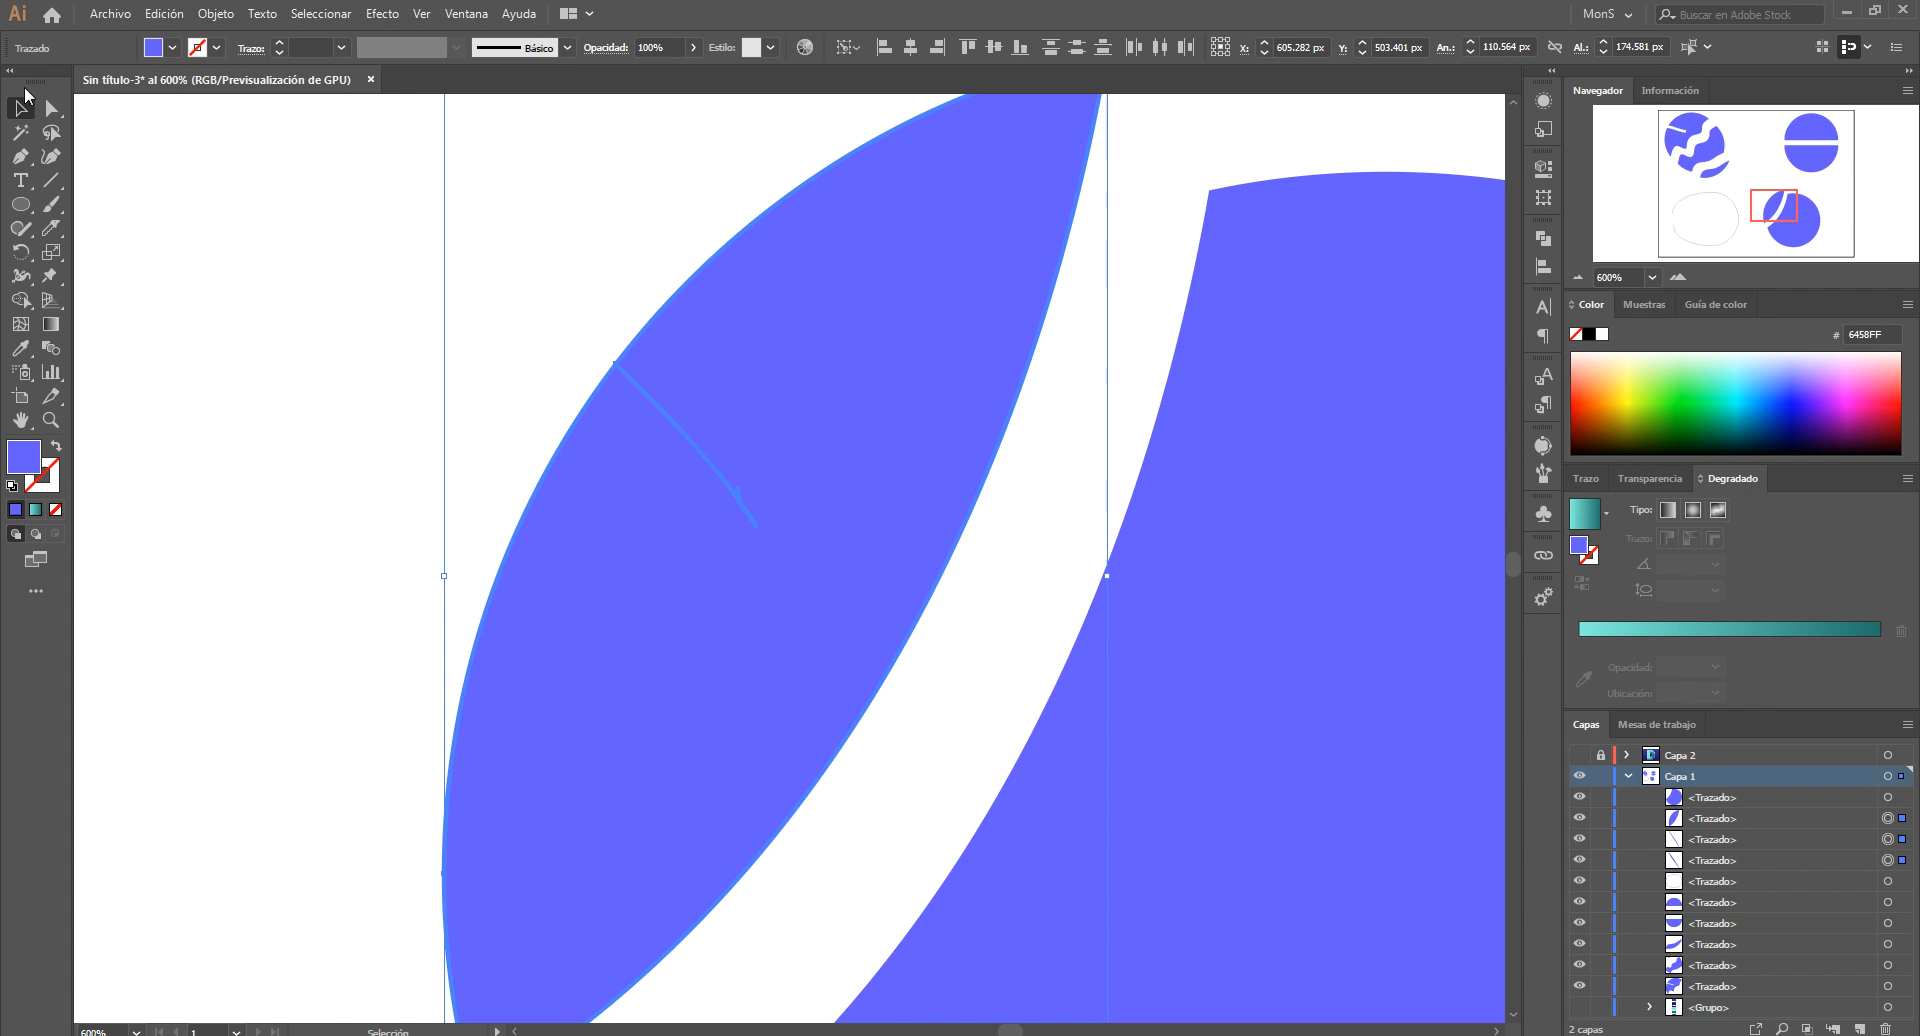 Ai Archivo Edición Objeto Texto Seleccionar Efecto Ver Ventana Ayuda MonS Buscar en Adobe Stock
Trazado Trazo: Básico Opacidad: 100% Estilo: X: 605.282 px Y: 503.401 px An.: 110.564 px Al.: 174.581 px
Sin título-3* al 600% (RGB/Previsualización de GPU) ×
Navegador Información
600%
Color Muestras Guía de color
# 6458FF
Trazo Transparencia Degradado
Tipo:
Trazo:
Opacidad:
Ubicación:
Capas Mesas de trabajo
Capa 2
Capa 1
<Trazado>
<Trazado>
<Trazado>
<Trazado>
<Trazado>
<Trazado>
<Trazado>
<Trazado>
<Trazado>
<Trazado>
<Grupo>
2 capas
600% 1 Selección